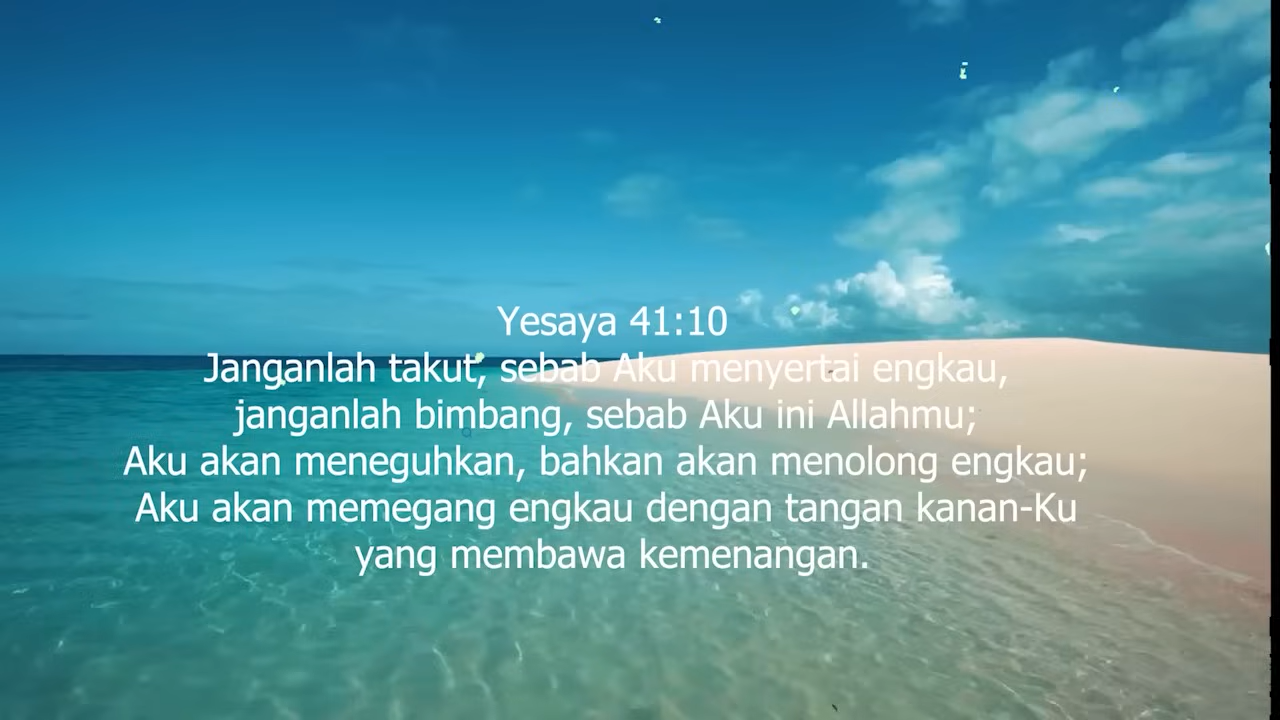 Yesaya 41:10
Janganlah takut, sebab Aku menyertai engkau,
janganlah bimbang, sebab Aku ini Allahmu;
Aku akan meneguhkan, bahkan akan menolong engkau;
Aku akan memegang engkau dengan tangan kanan-Ku
yang membawa kemenangan.